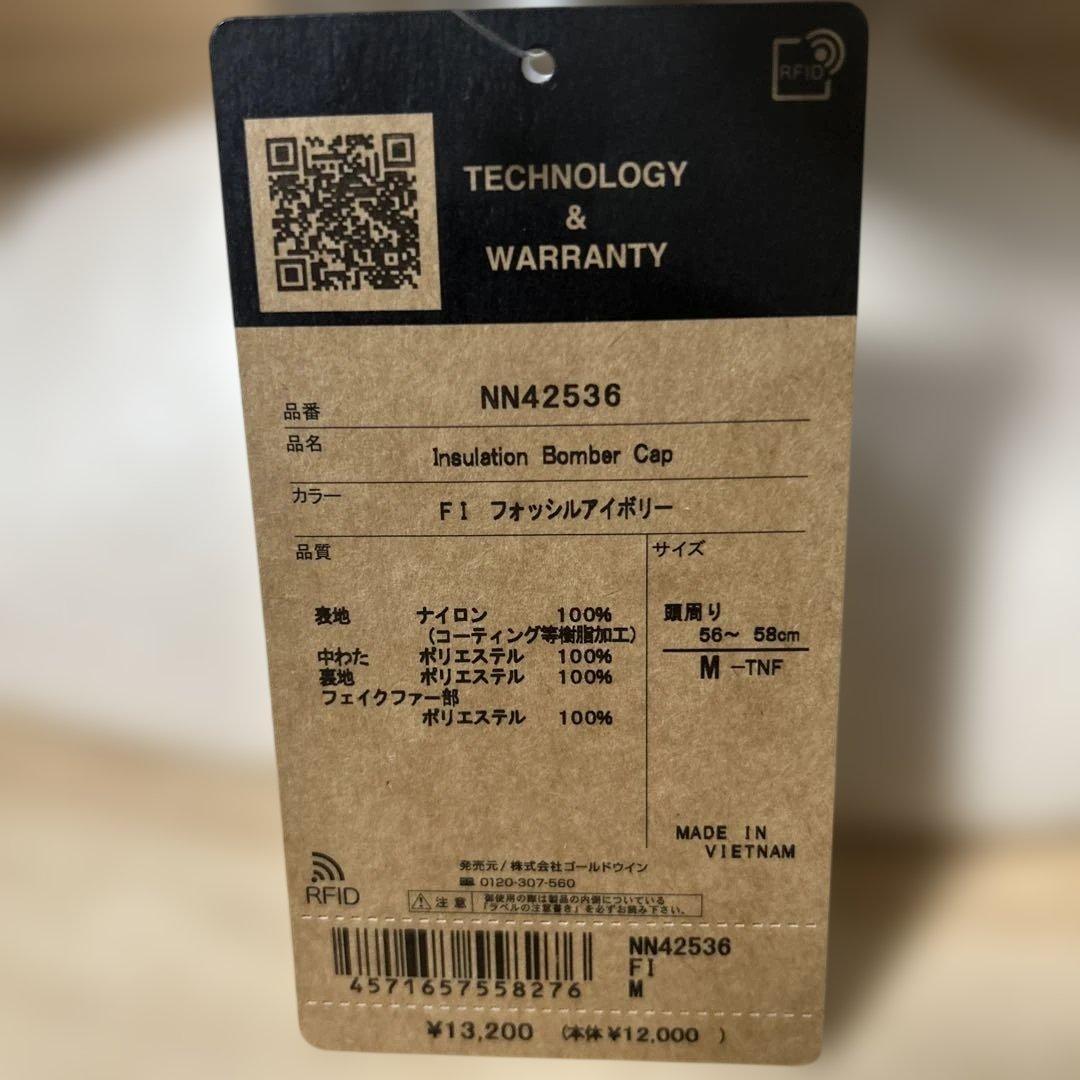 RFID
TECHNOLOGY
&
WARRANTY
品番 NN42536
品名 Insulation Bomber Cap
カラー FI フォッシルアイボリー
品質
表地 ナイロン 100%
(コーティング等樹脂加工)
中わた ポリエステル 100%
裏地 ポリエステル 100%
フェイクファー部
ポリエステル 100%
サイズ
頭周り
56~ 58cm
M -TNF
MADE IN
VIETNAM
RFID
発売元/株式会社ゴールドウイン
0120-307-560
注意 御使用の際は製品の内側についている
「ラベルの注意書き」を必ずお読み下さい。
4571657558276
NN42536
FI
M
¥13,200 (本体 ¥12,000 )